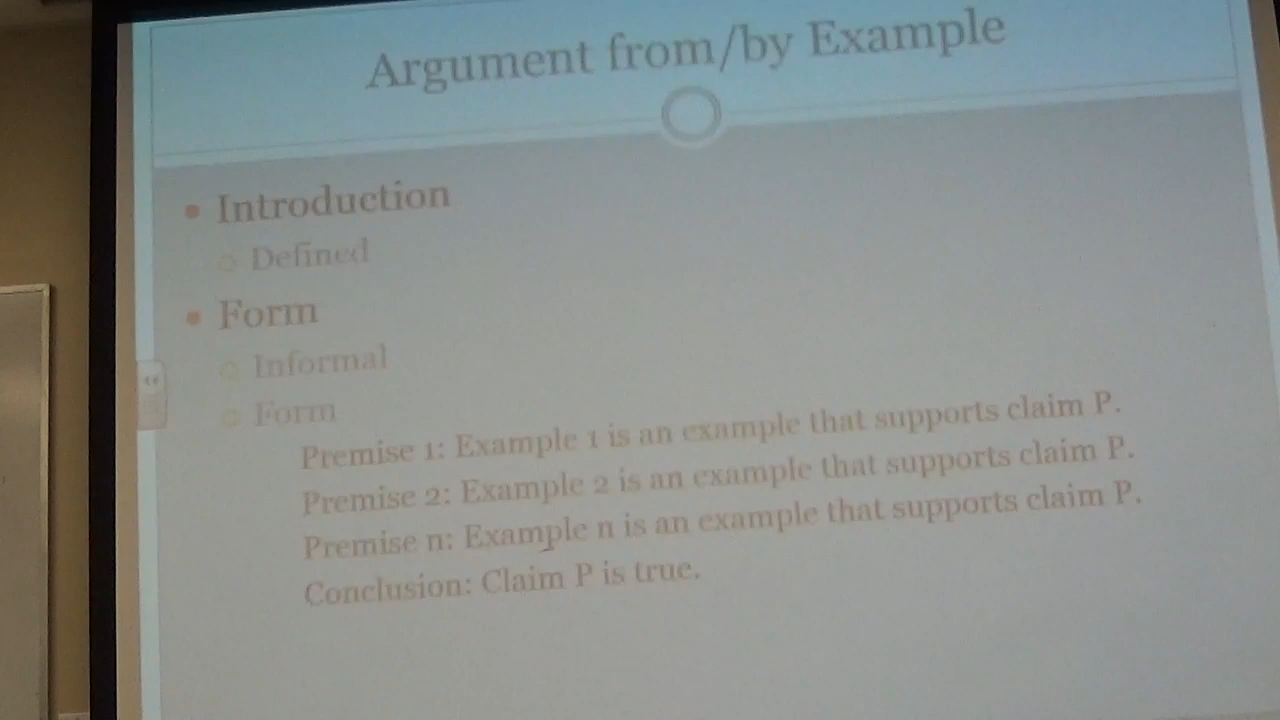 Argument from/by Example
Introduction
Defined
Form
Informal
Form
Premise 1: Example 1 is an example that supports claim P.
Premise 2: Example 2 is an example that supports claim P.
Premise n: Example n is an example that supports claim P.
Conclusion: Claim P is true.